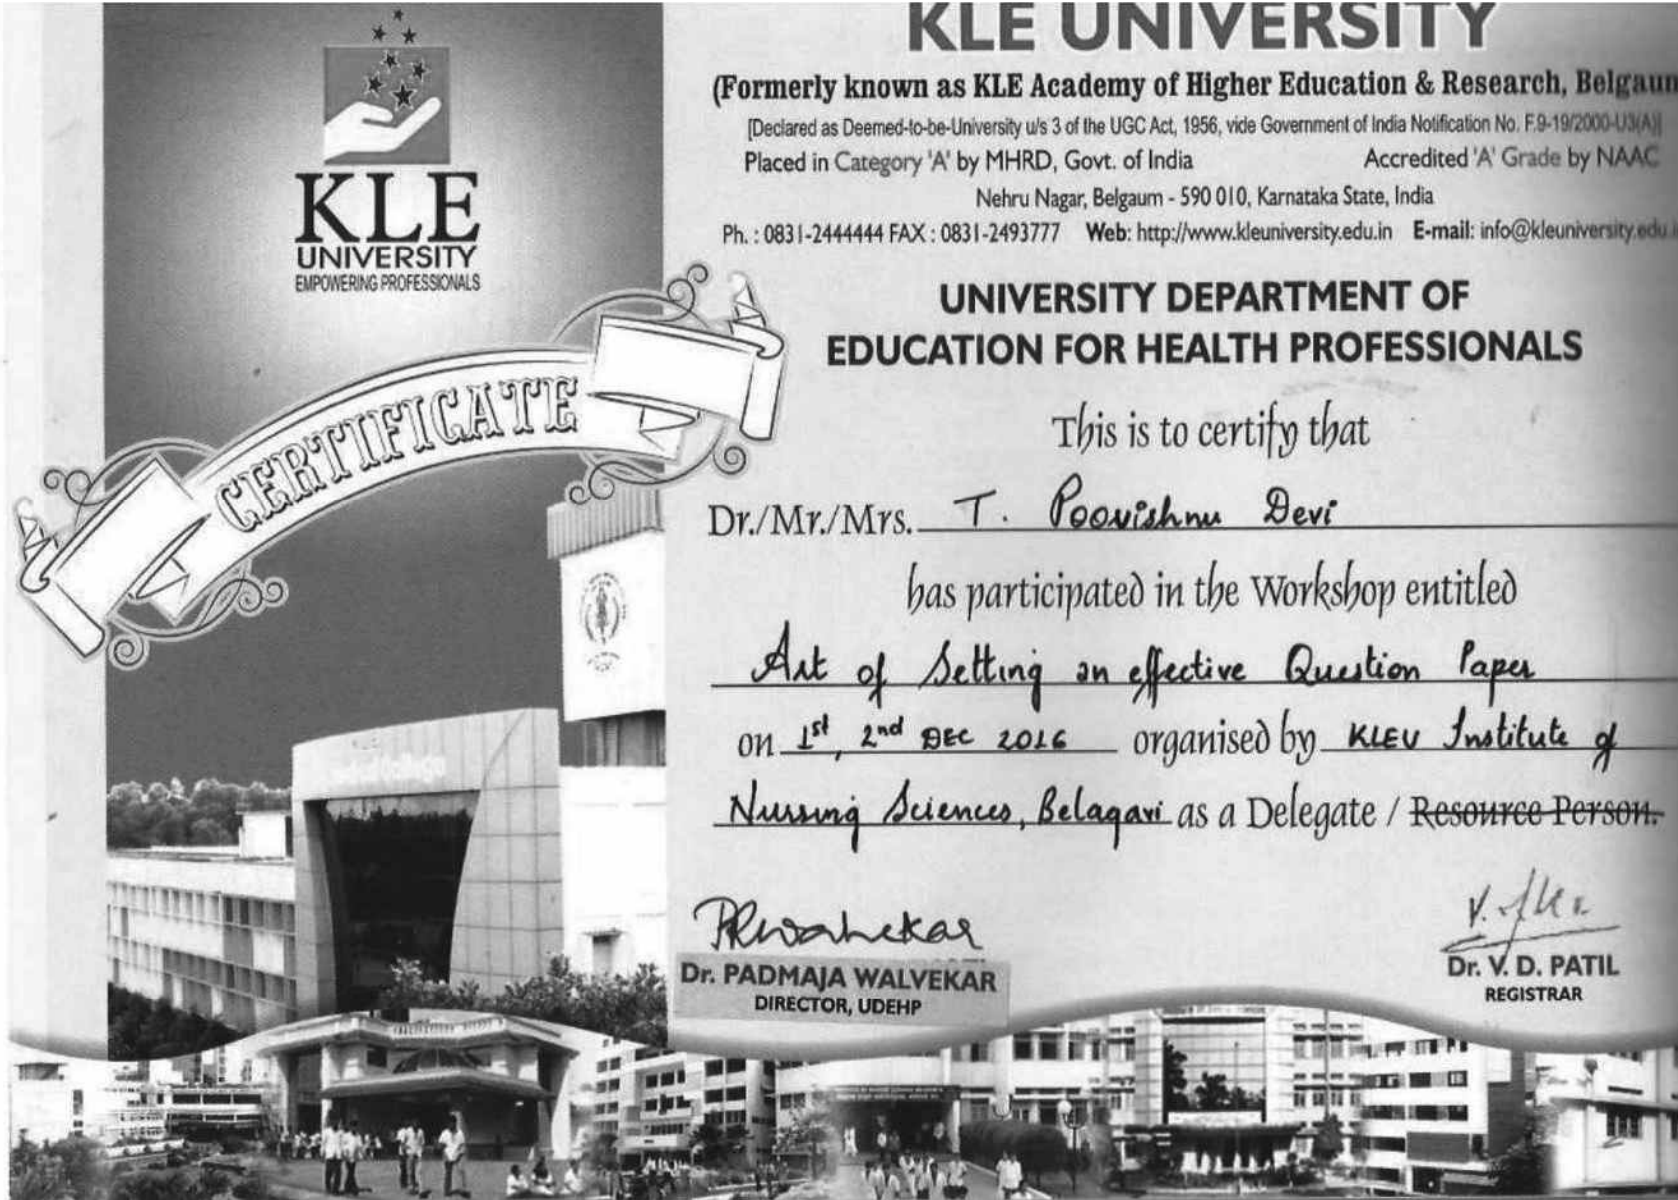 KLE
UNIVERSITY
EMPOWERING PROFESSIONALS
CERTIFICATE
medical college
KLE UNIVERSITY
(Formerly known as KLE Academy of Higher Education & Research, Belgaum
[Declared as Deemed-to-be-University u/s 3 of the UGC Act, 1956, vide Government of India Notification No. F.9-19/2000-U3(A)]
Placed in Category 'A' by MHRD, Govt. of India Accredited 'A' Grade by NAAC
Nehru Nagar, Belgaum - 590 010, Karnataka State, India
Ph. : 0831-2444444 FAX : 0831-2493777 Web: http://www.kleuniversity.edu.in E-mail: info@kleuniversity.edu.i
UNIVERSITY DEPARTMENT OF
EDUCATION FOR HEALTH PROFESSIONALS
This is to certify that
Dr./Mr./Mrs. T. Poovishnu Devi
has participated in the Workshop entitled
Art of Setting an effective Question Paper
on 1st, 2nd DEC 2016 organised by KLEU Institute of
Nursing Sciences, Belagavi as a Delegate / Resource Person.
PRWalvekar
Dr. PADMAJA WALVEKAR
DIRECTOR, UDEHP
Dr. V. D. PATIL
REGISTRAR